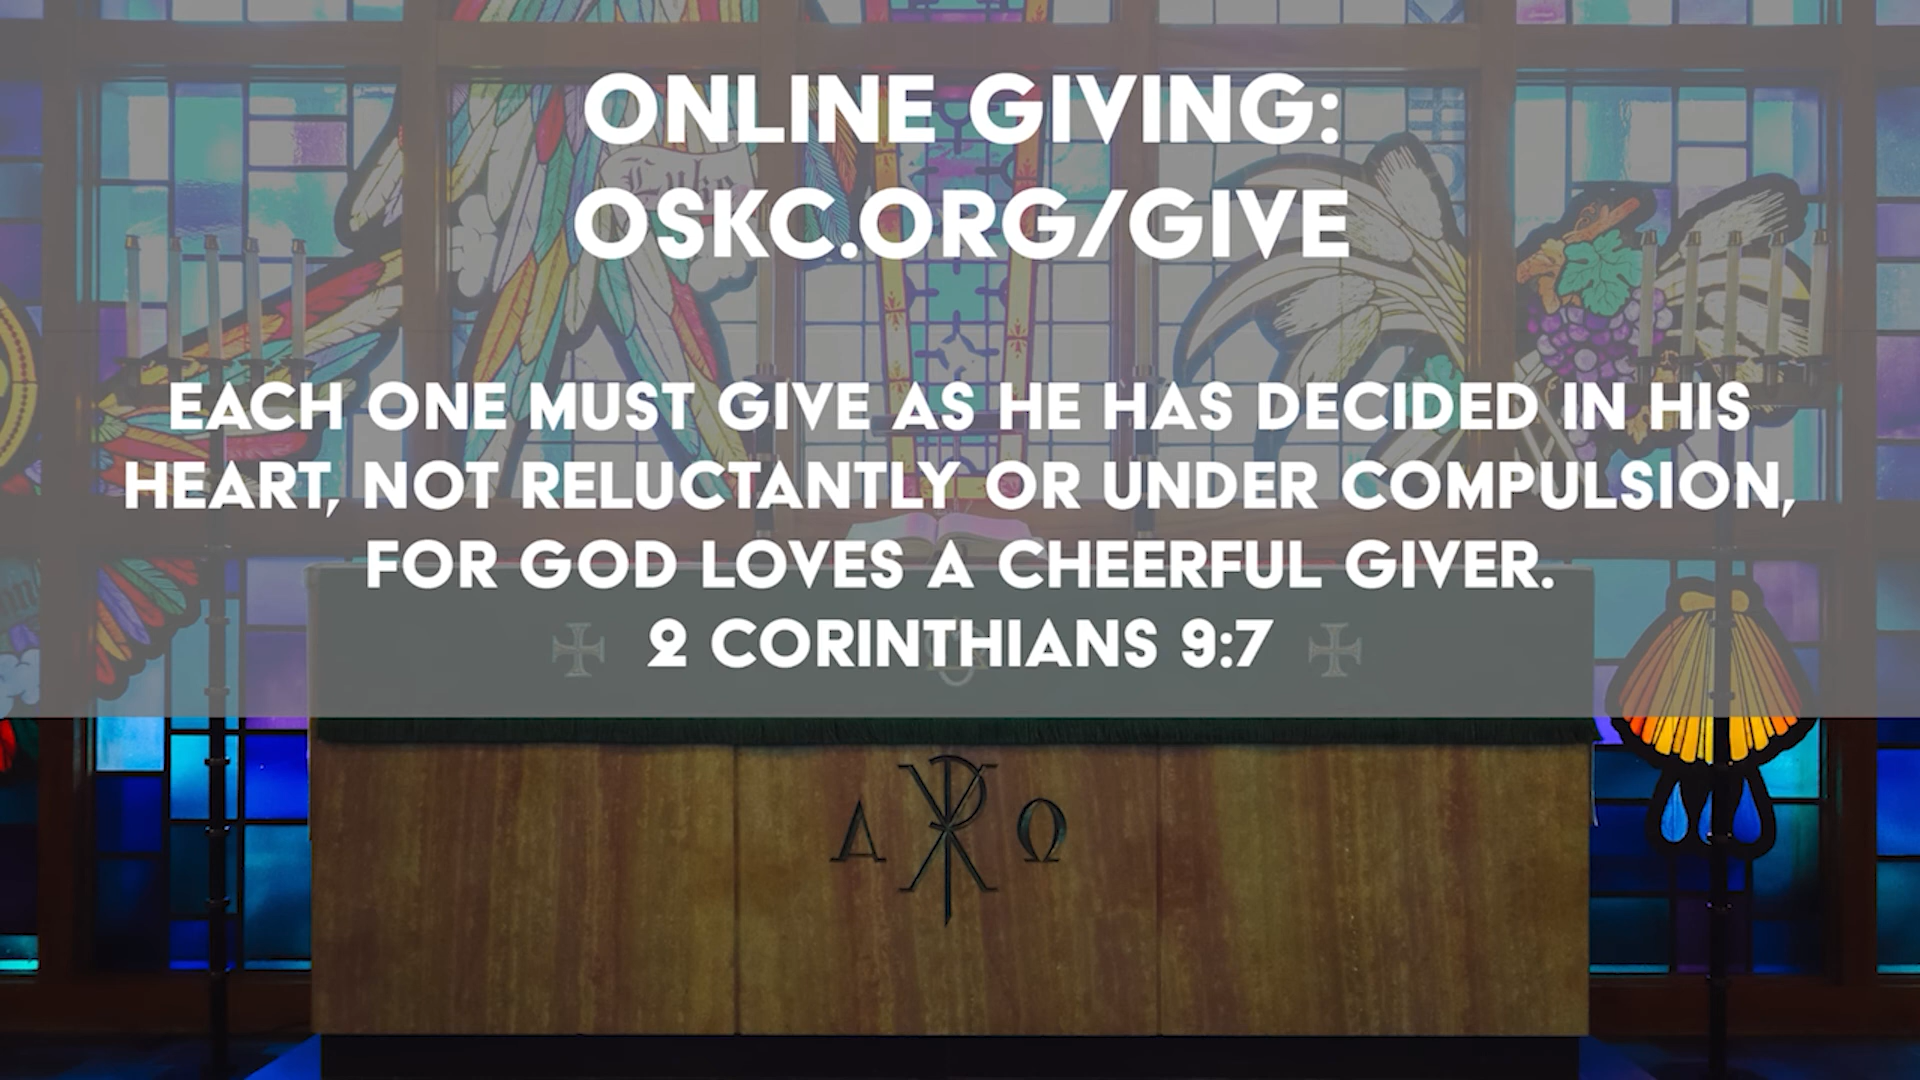 ONLINE GIVING:
OSKC.ORG/GIVE
Luke
EACH ONE MUST GIVE AS HE HAS DECIDED IN HIS
HEART, NOT RELUCTANTLY OR UNDER COMPULSION,
FOR GOD LOVES A CHEERFUL GIVER.
2 CORINTHIANS 9:7
Α ☧ Ω